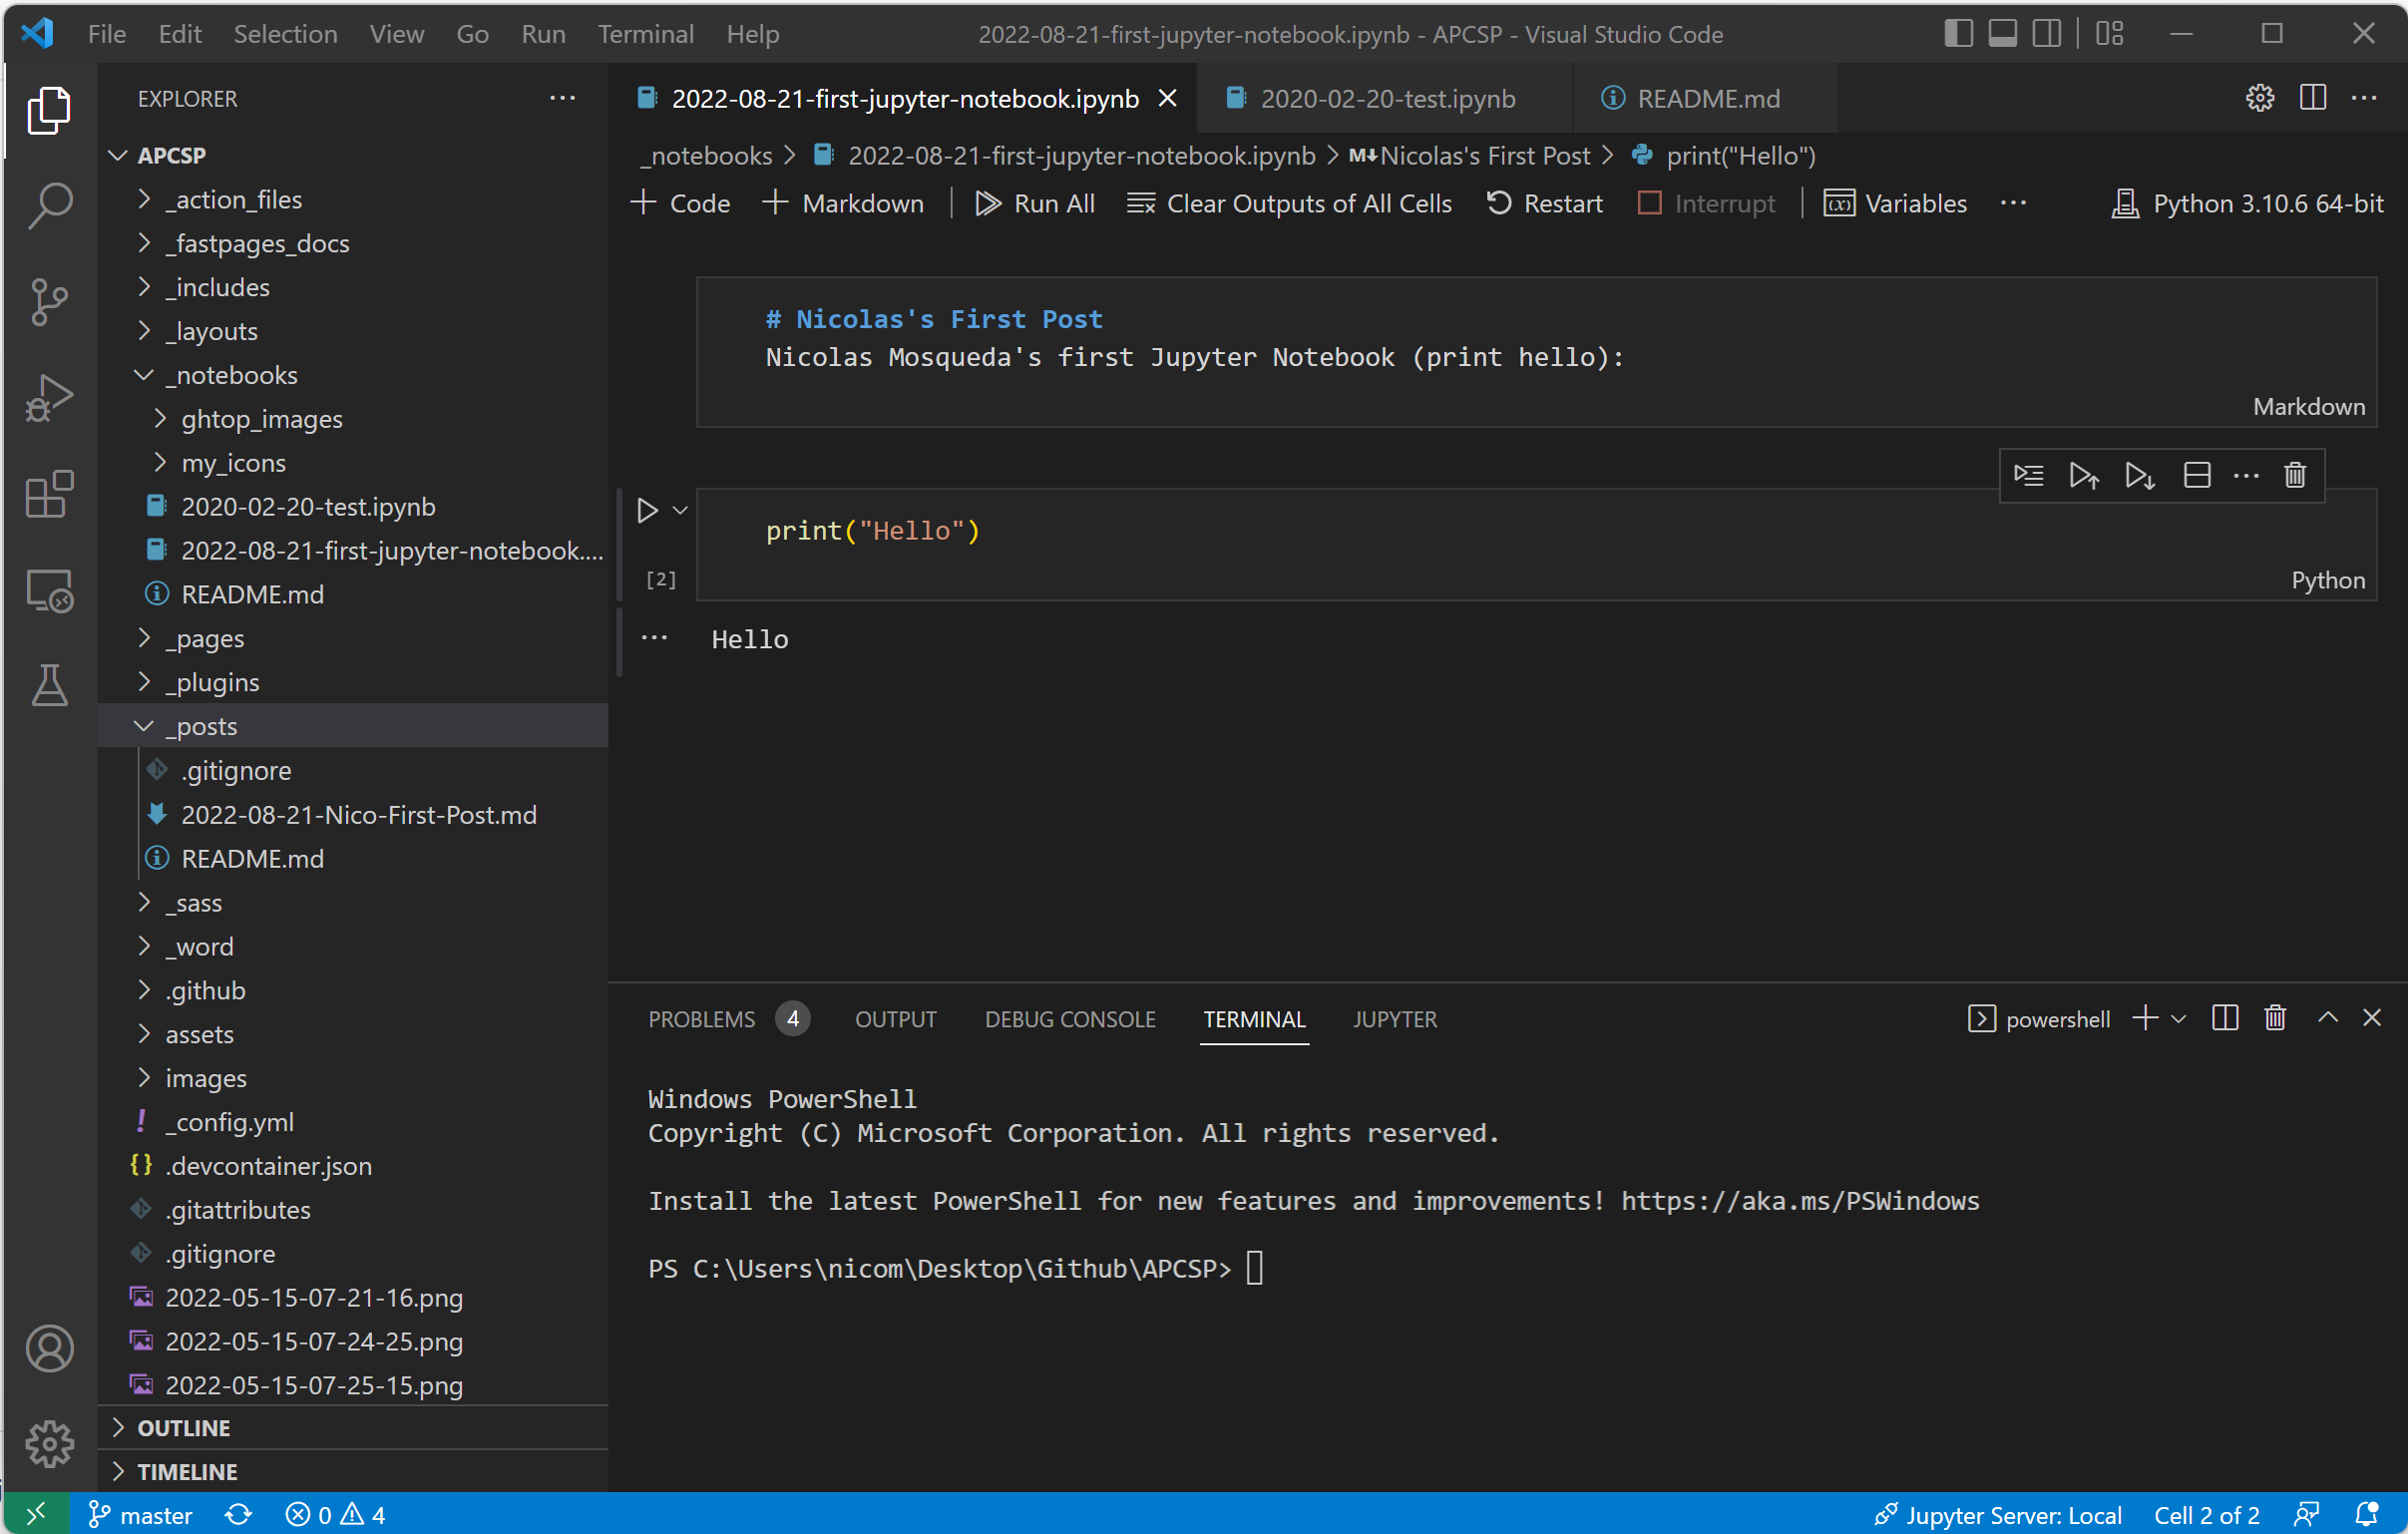 File Edit Selection View Go Run Terminal Help 2022-08-21-first-jupyter-notebook.ipynb - APCSP - Visual Studio Code
EXPLORER
APCSP
_action_files
_fastpages_docs
_includes
_layouts
_notebooks
ghtop_images
my_icons
2020-02-20-test.ipynb
2022-08-21-first-jupyter-notebook....
README.md
_pages
_plugins
_posts
.gitignore
2022-08-21-Nico-First-Post.md
README.md
_sass
_word
.github
assets
images
_config.yml
.devcontainer.json
.gitattributes
.gitignore
2022-05-15-07-21-16.png
2022-05-15-07-24-25.png
2022-05-15-07-25-15.png
OUTLINE
TIMELINE
2022-08-21-first-jupyter-notebook.ipynb 2020-02-20-test.ipynb README.md
_notebooks > 2022-08-21-first-jupyter-notebook.ipynb > M↓Nicolas's First Post > print("Hello")
+ Code + Markdown Run All Clear Outputs of All Cells Restart Interrupt Variables ··· Python 3.10.6 64-bit
# Nicolas's First Post
Nicolas Mosqueda's first Jupyter Notebook (print hello):
Markdown
print("Hello")
[2] Python
Hello
PROBLEMS 4 OUTPUT DEBUG CONSOLE TERMINAL JUPYTER powershell
Windows PowerShell
Copyright (C) Microsoft Corporation. All rights reserved.
Install the latest PowerShell for new features and improvements! https://aka.ms/PSWindows
PS C:\Users\nicom\Desktop\Github\APCSP>
master 0 4 Jupyter Server: Local Cell 2 of 2